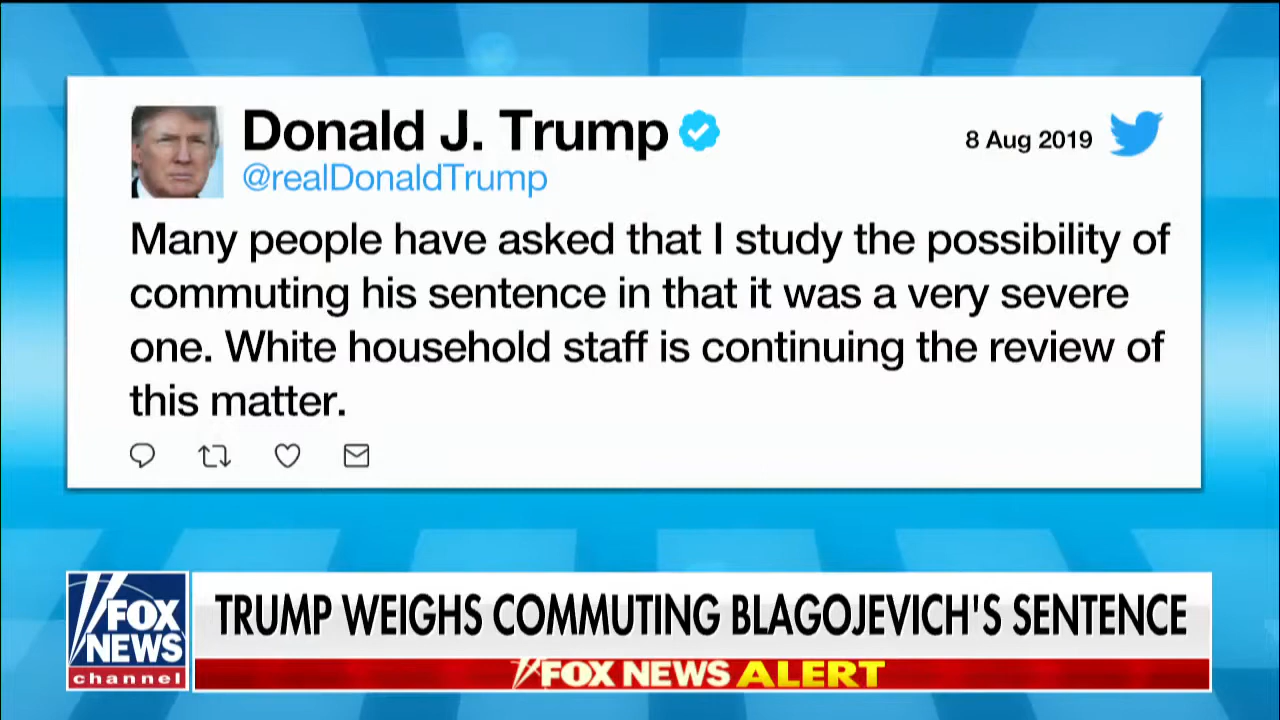 Donald J. Trump
8 Aug 2019
@realDonaldTrump
Many people have asked that I study the possibility of
commuting his sentence in that it was a very severe
one. White household staff is continuing the review of
this matter.
FOX
NEWS
channel
TRUMP WEIGHS COMMUTING BLAGOJEVICH'S SENTENCE
FOX NEWS ALERT